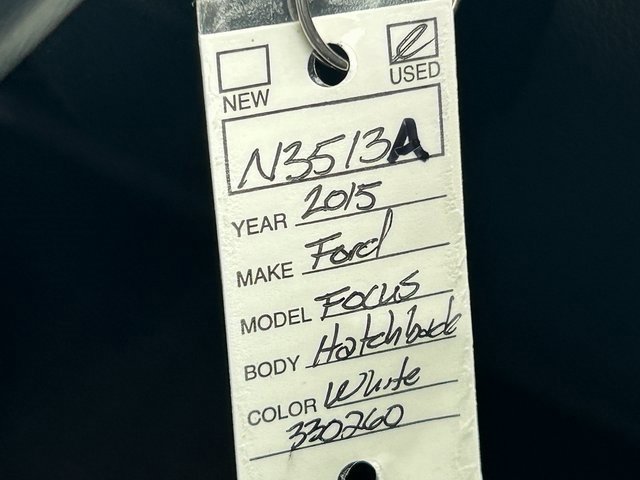 NEW USED
N3513A
YEAR 2015
MAKE Ford
MODEL Focus
BODY Hatchback
COLOR White
330260